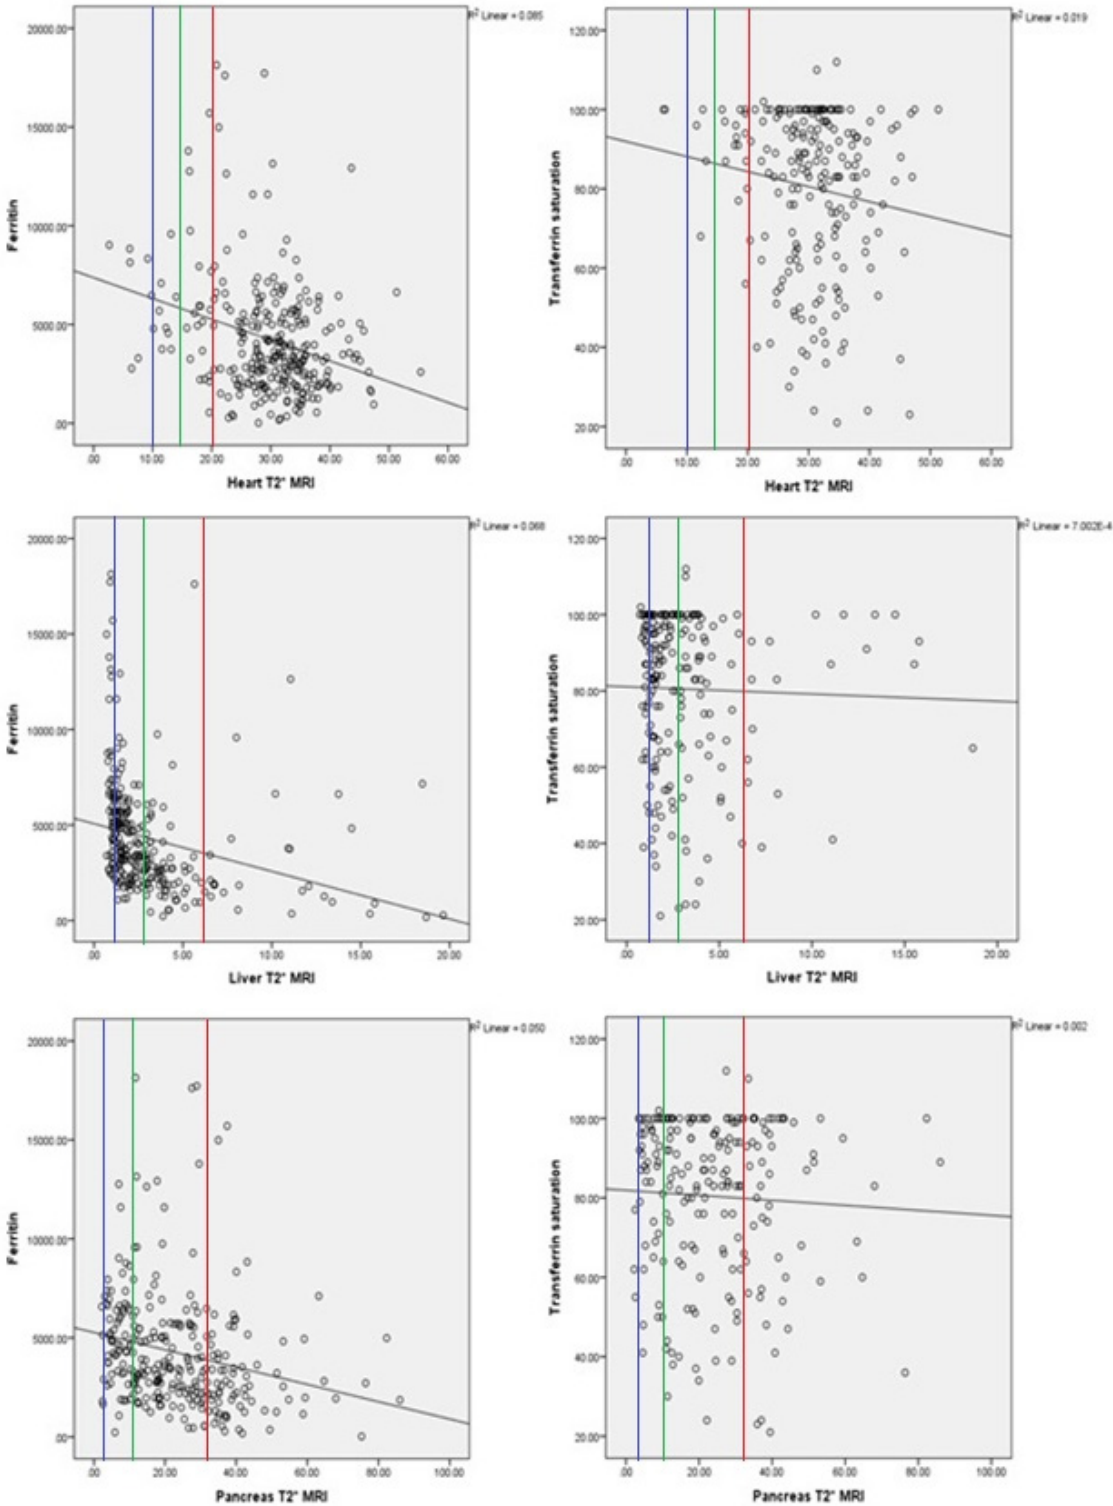 R² Linear = 0.085
20000.00
15000.00
10000.00
5000.00
.00
Ferritin
.00 10.00 20.00 30.00 40.00 50.00 60.00
Heart T2* MRI
R² Linear = 0.019
120.00
100.00
80.00
60.00
40.00
20.00
Transferrin saturation
.00 10.00 20.00 30.00 40.00 50.00 60.00
Heart T2* MRI
R² Linear = 0.068
20000.00
15000.00
10000.00
5000.00
.00
Ferritin
.00 5.00 10.00 15.00 20.00
Liver T2* MRI
R² Linear = 7.002E-4
120.00
100.00
80.00
60.00
40.00
20.00
Transferrin saturation
.00 5.00 10.00 15.00 20.00
Liver T2* MRI
R² Linear = 0.050
20000.00
15000.00
10000.00
5000.00
.00
Ferritin
.00 20.00 40.00 60.00 80.00 100.00
Pancreas T2* MRI
R² Linear = 0.002
120.00
100.00
80.00
60.00
40.00
20.00
Transferrin saturation
.00 20.00 40.00 60.00 80.00 100.00
Pancreas T2* MRI